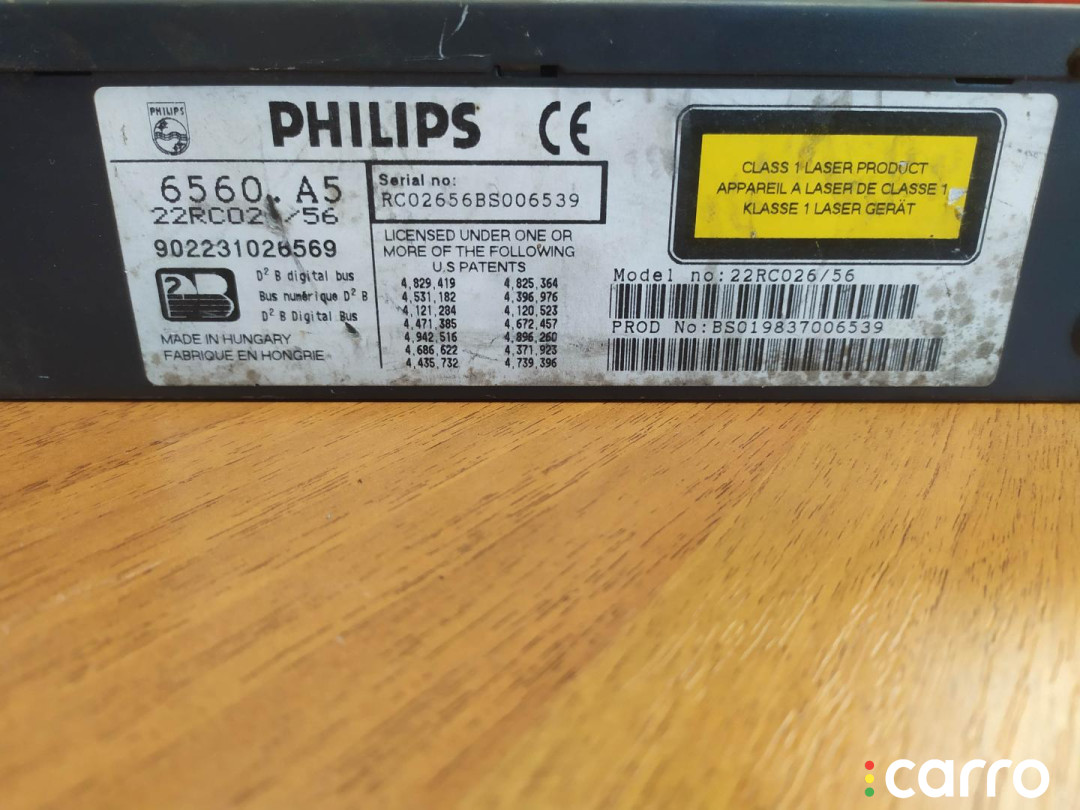 PHILIPS
PHILIPS CE
6560. A5
22RC02 /56
902231026569
D² B digital bus
Bus numérique D² B
D² B Digital Bus
MADE IN HUNGARY
FABRIQUE EN HONGRIE
Serial no:
RC02656BS006539
LICENSED UNDER ONE OR
MORE OF THE FOLLOWING
U.S PATENTS
4,829,419 4,825,364
4,531,182 4,396,976
4,121,284 4,120,523
4,471,385 4,672,457
4,942,516 4,896,260
4,686,622 4,371,923
4,435,732 4,739,396
CLASS 1 LASER PRODUCT
APPAREIL A LASER DE CLASSE 1
KLASSE 1 LASER GERÄT
Model no:22RC026/56
PROD No:BS019837006539
carro